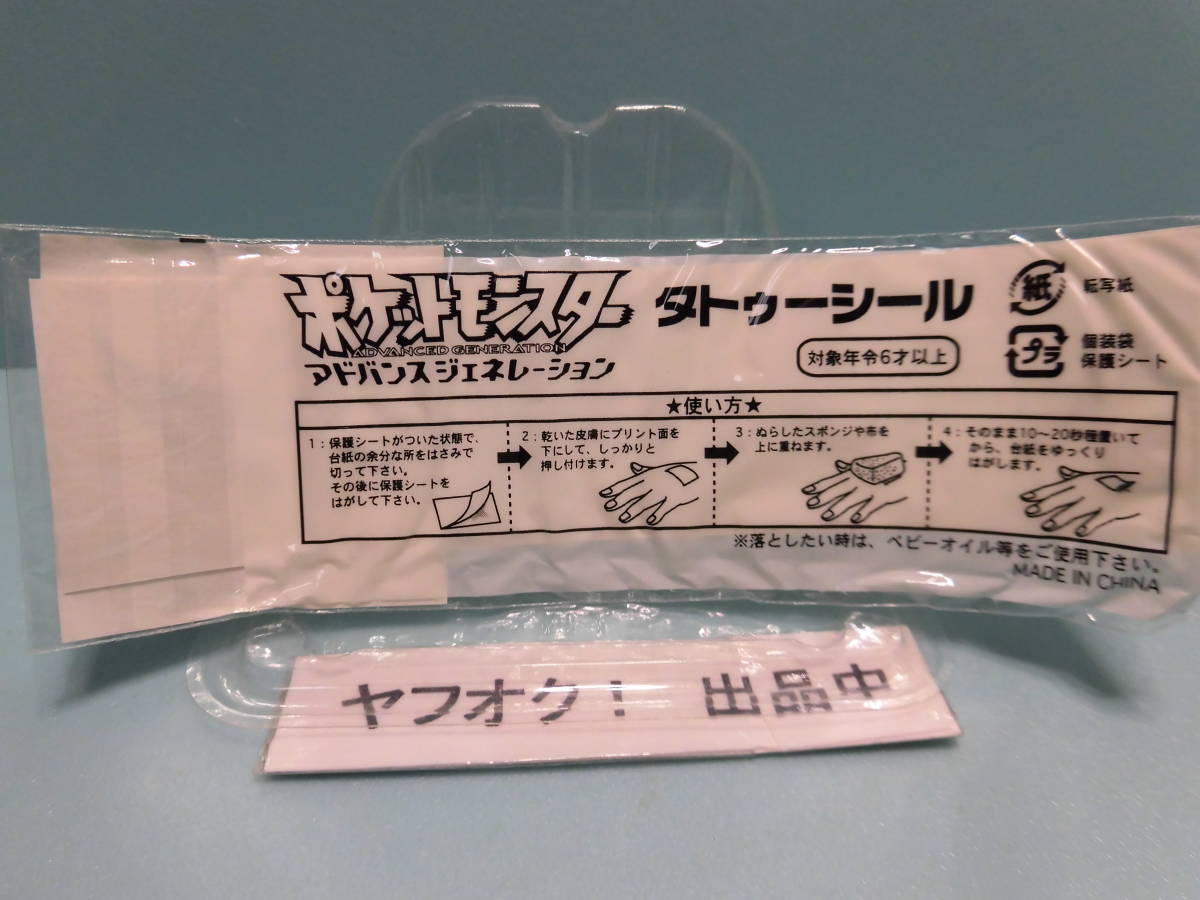 ポケットモンスター
ADVANCED GENERATION
アドバンスジェネレーション
タトゥーシール
対象年令6才以上
紙
転写紙
プラ
個装袋
保護シート
★使い方★
1：保護シートがついた状態で、
台紙の余分な所をはさみで
切って下さい。
その後に保護シートを
はがして下さい。
2：乾いた皮膚にプリント面を
下にして、しっかりと
押し付けます。
3：ぬらしたスポンジや布を
上に重ねます。
4：そのまま10〜20秒程度置いて
から、台紙をゆっくり
はがします。
※落としたい時は、ベビーオイル等をご使用下さい。
MADE IN CHINA
ヤフオク！ 出品中